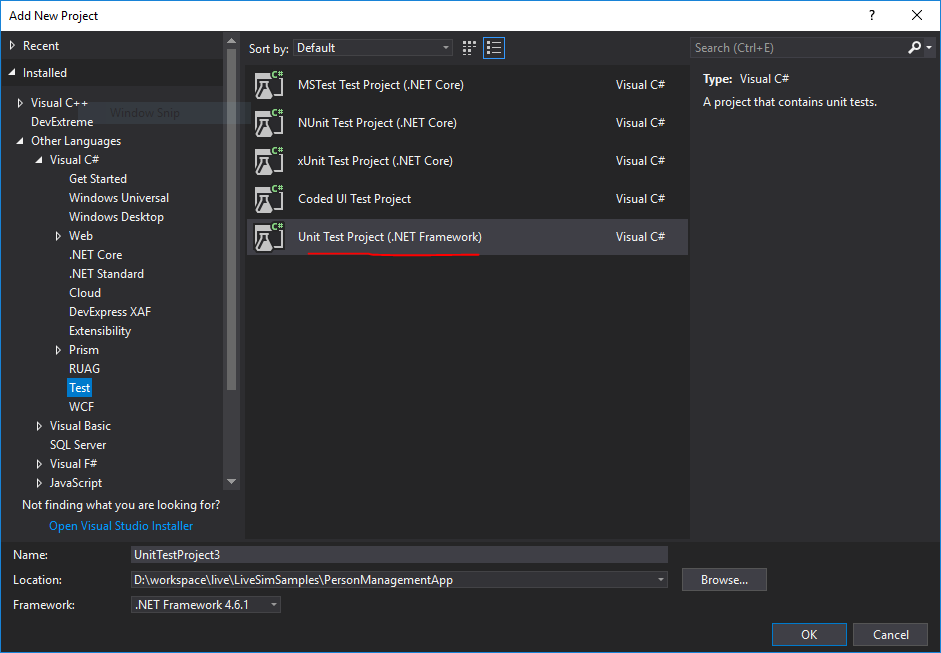 Add New Project
?
Recent
Installed
Visual C++
Window Snip
DevExtreme
Other Languages
Visual C#
Get Started
Windows Universal
Windows Desktop
Web
.NET Core
.NET Standard
Cloud
DevExpress XAF
Extensibility
Prism
RUAG
Test
WCF
Visual Basic
SQL Server
Visual F#
JavaScript
Not finding what you are looking for?
Open Visual Studio Installer
Sort by: Default
C# MSTest Test Project (.NET Core) Visual C#
C# NUnit Test Project (.NET Core) Visual C#
C# xUnit Test Project (.NET Core) Visual C#
C# Coded UI Test Project Visual C#
C# Unit Test Project (.NET Framework) Visual C#
Search (Ctrl+E)
Type: Visual C#
A project that contains unit tests.
Name: UnitTestProject3
Location: D:\workspace\live\LiveSimSamples\PersonManagementApp Browse...
Framework: .NET Framework 4.6.1
OK Cancel